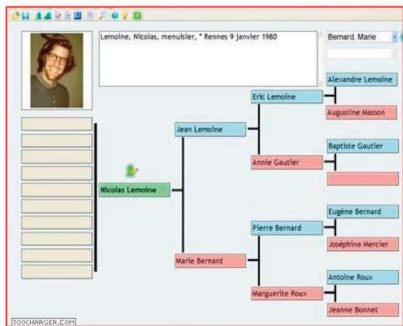 Lemoine, Nicolas, menuisier, * Rennes 9 janvier 1980
Bernard, Marie
Alexandre Lemoine
Eric Lemoine
Augustine Masson
Jean Lemoine
Baptiste Gautier
Annie Gautier
Nicolas Lemoine
Eugène Bernard
Pierre Bernard
Joséphine Mercier
Marie Bernard
Antoine Roux
Marguerite Roux
Jeanne Bonnet
TOOCHARGER.COM